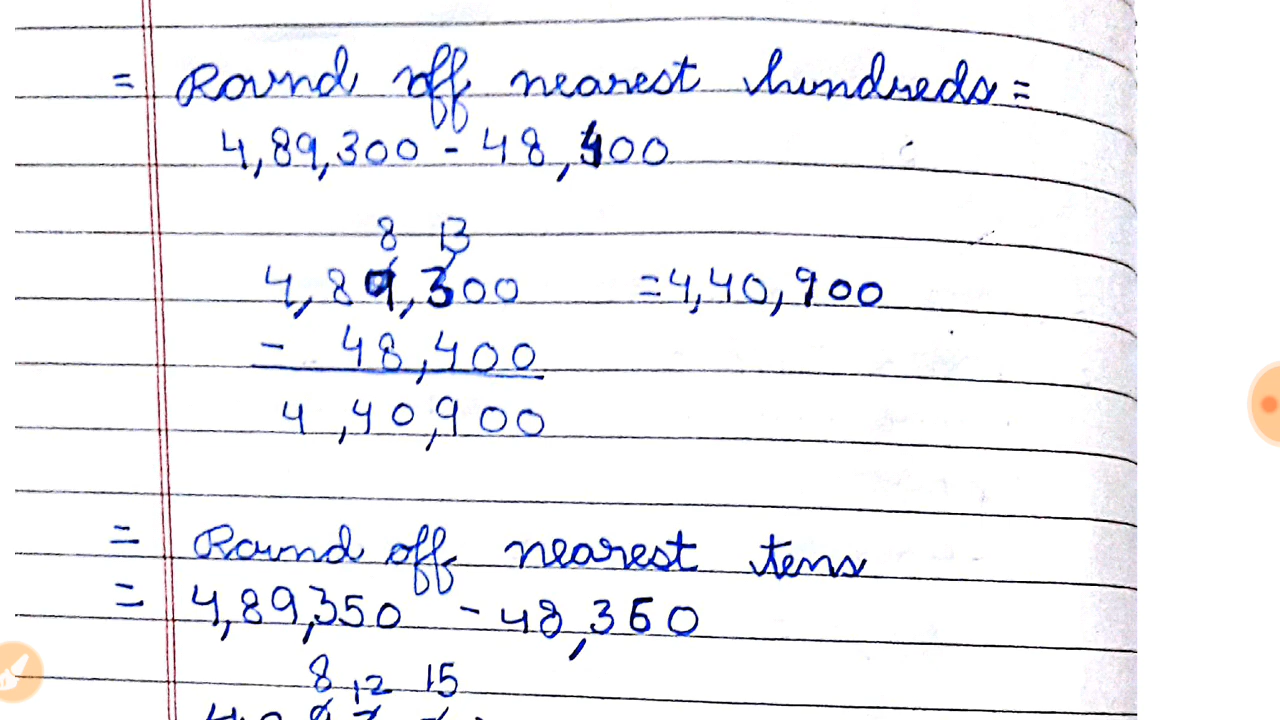 = Round off nearest hundreds =
4,89,300 - 48,400
8 13
4,89,300 = 4,40,900
- 48,400
4,40,900
= Round off nearest tens
= 4,89,350 - 48,360
8 12 15